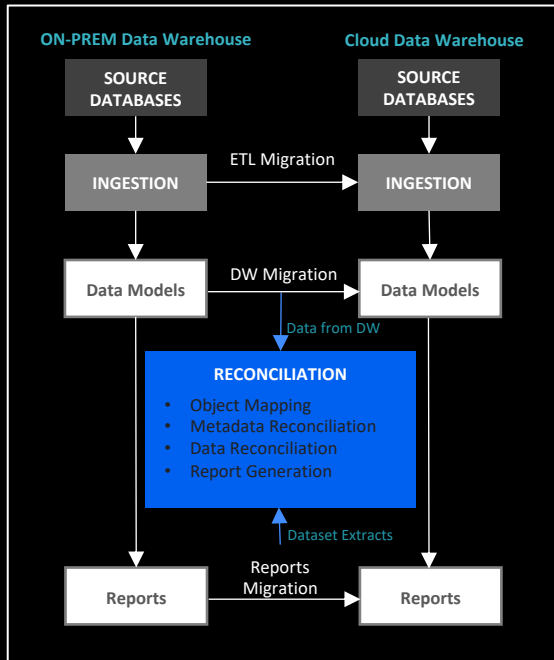 ON-PREM Data Warehouse
Cloud Data Warehouse
SOURCE
DATABASES
SOURCE
DATABASES
ETL Migration
INGESTION
INGESTION
DW Migration
Data Models
Data Models
Data from DW
RECONCILIATION
• Object Mapping
• Metadata Reconciliation
• Data Reconciliation
• Report Generation
Dataset Extracts
Reports
Migration
Reports
Reports